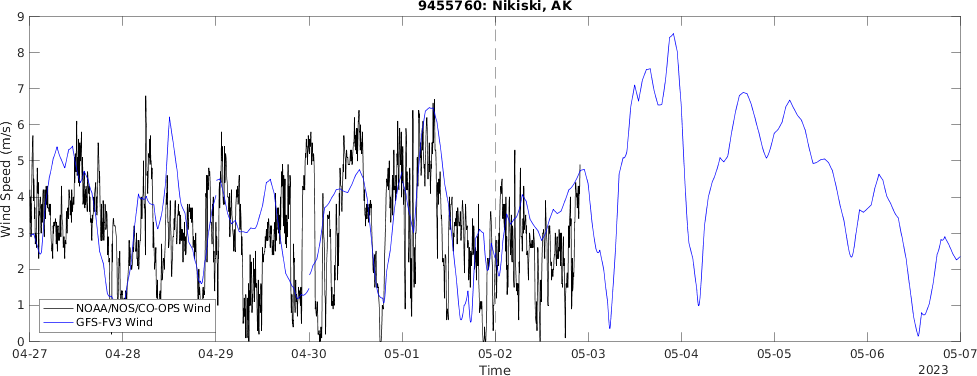 9455760: Nikiski, AK
Wind Speed (m/s)
9
8
7
6
5
4
3
2
1
0
NOAA/NOS/CO-OPS Wind
GFS-FV3 Wind
04-27 04-28 04-29 04-30 05-01 05-02 05-03 05-04 05-05 05-06 05-07
Time
2023